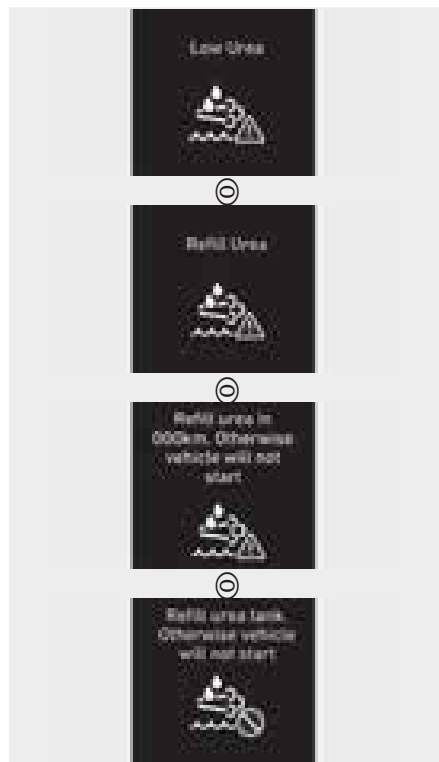 Low Urea
Refill Urea
Refill urea in
000km. Otherwise
vehicle will not
start
Refill urea tank.
Otherwise vehicle
will not start